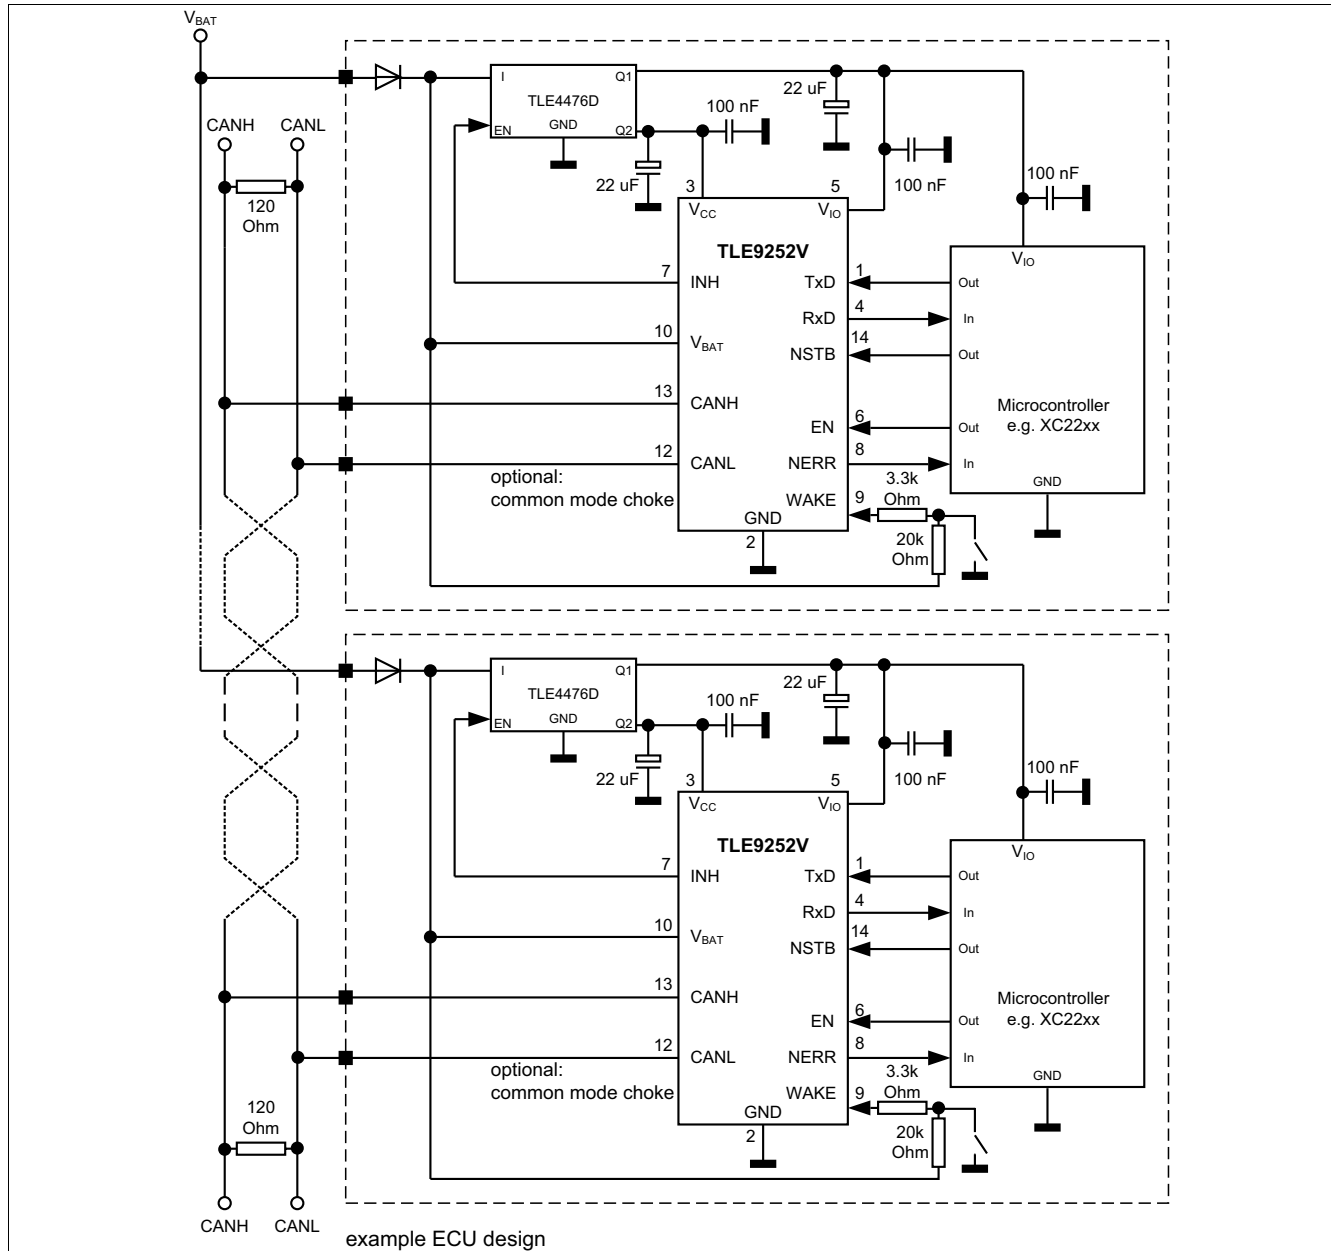 VBAT
CANH CANL
120
Ohm
I Q1
TLE4476D
EN GND Q2
22 uF
100 nF
22 uF
100 nF
100 nF
3 5
VCC VIO
TLE9252V
7 INH
10 VBAT
13 CANH
12 CANL
TxD 1
RxD 4
NSTB 14
EN 6
NERR 8
WAKE 9
GND
2
optional:
common mode choke
3.3k
Ohm
20k
Ohm
VIO
Out
In
Out
Microcontroller
e.g. XC22xx
Out
In
GND
I Q1
TLE4476D
EN GND Q2
22 uF
100 nF
22 uF
100 nF
100 nF
3 5
VCC VIO
TLE9252V
7 INH
10 VBAT
13 CANH
12 CANL
TxD 1
RxD 4
NSTB 14
EN 6
NERR 8
WAKE 9
GND
2
optional:
common mode choke
3.3k
Ohm
20k
Ohm
VIO
Out
In
Out
Microcontroller
e.g. XC22xx
Out
In
GND
120
Ohm
CANH CANL
example ECU design